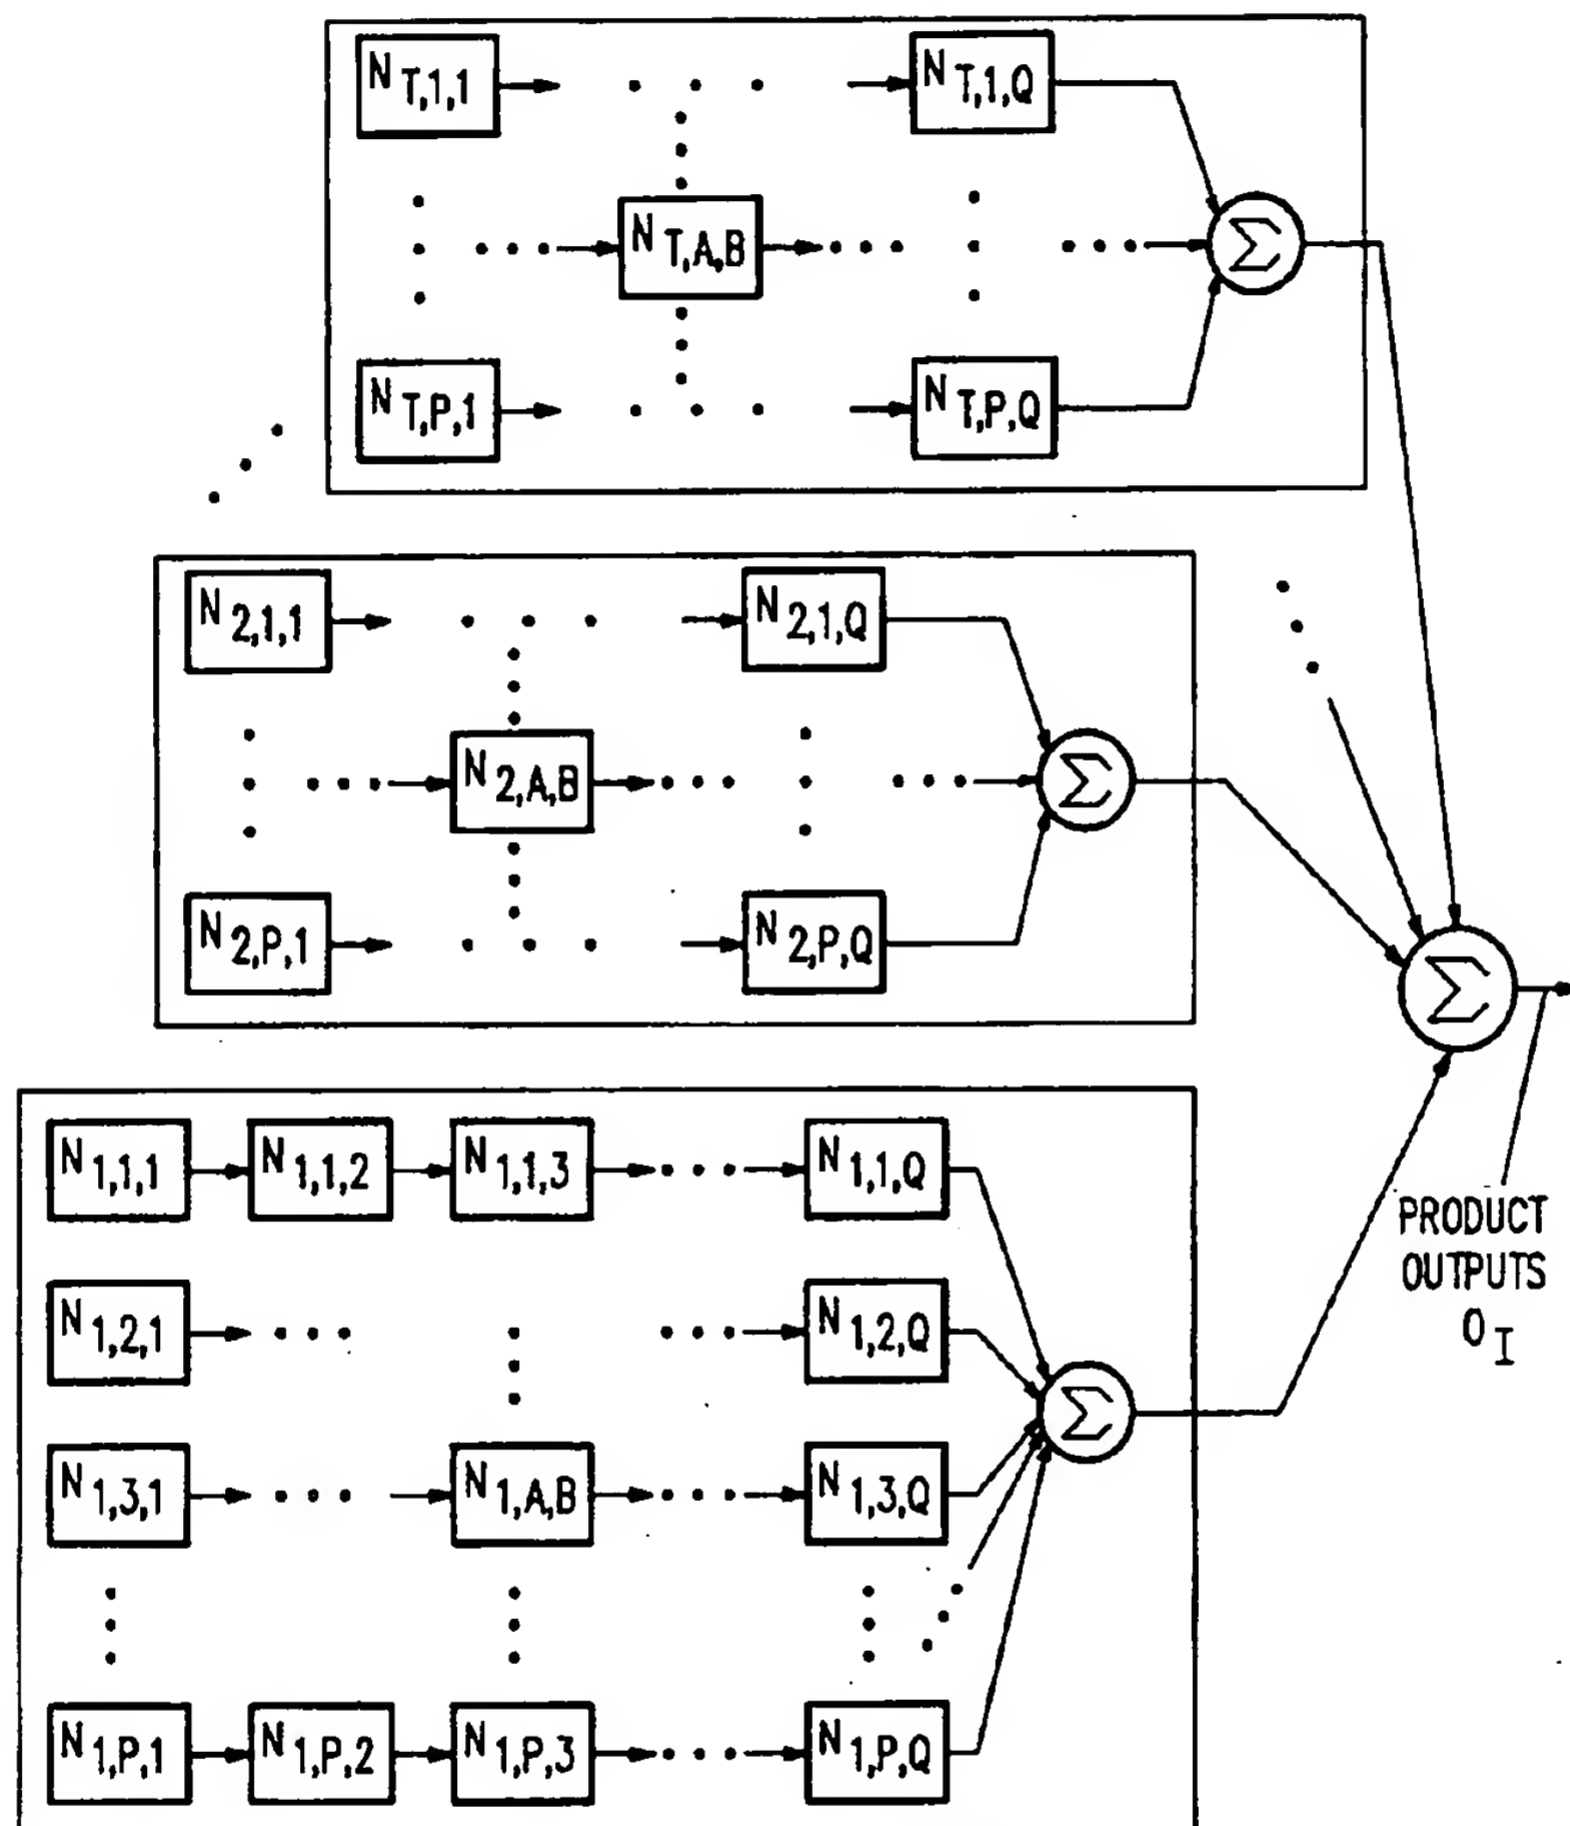 N T,1,1
N T,1,Q
N T,A,B
Σ
N T,P,1
N T,P,Q
N 2,1,1
N 2,1,Q
N 2,A,B
Σ
N 2,P,1
N 2,P,Q
Σ
N 1,1,1
N 1,1,2
N 1,1,3
N 1,1,Q
PRODUCT
OUTPUTS
O I
N 1,2,1
N 1,2,Q
Σ
N 1,3,1
N 1,A,B
N 1,3,Q
N 1,P,1
N 1,P,2
N 1,P,3
N 1,P,Q